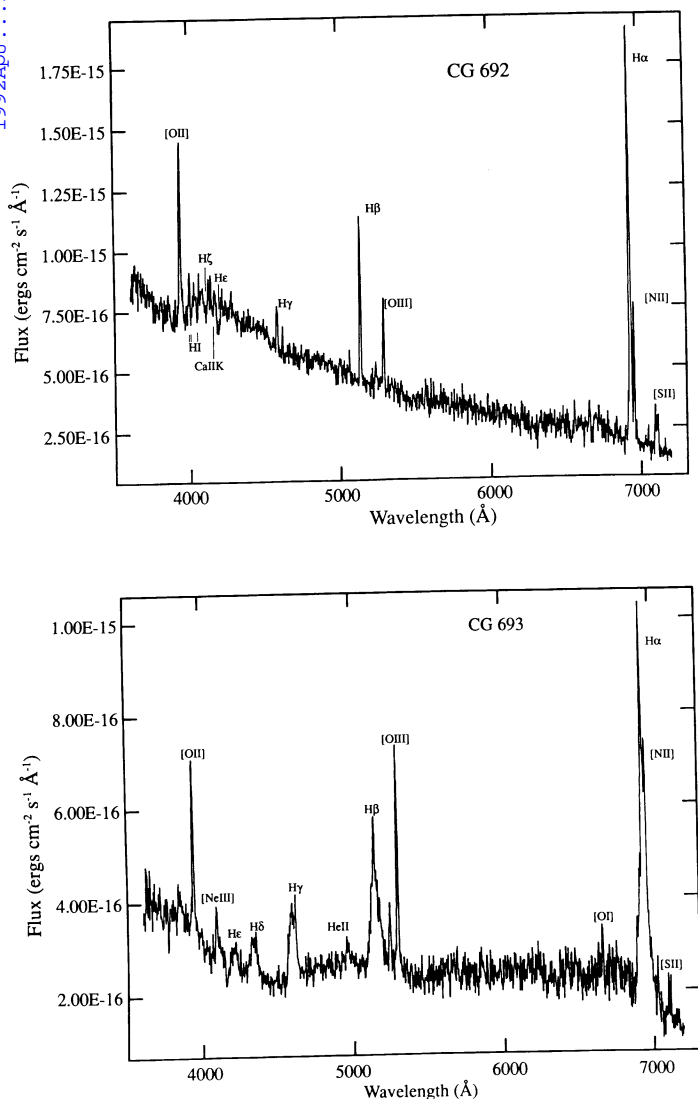 1992ApJ...
CG 692
Flux (ergs cm⁻² s⁻¹ Å⁻¹)
1.75E-15
1.50E-15
1.25E-15
1.00E-15
7.50E-16
5.00E-16
2.50E-16
[OII]
Hζ
Hε
HI
CaIIK
Hγ
Hβ
[OIII]
Hα
[NII]
[SII]
4000 5000 6000 7000
Wavelength (Å)
CG 693
Flux (ergs cm⁻² s⁻¹ Å⁻¹)
1.00E-15
8.00E-16
6.00E-16
4.00E-16
2.00E-16
[OII]
[NeIII]
Hε
Hδ
Hγ
HeII
Hβ
[OIII]
[OI]
Hα
[NII]
[SII]
4000 5000 6000 7000
Wavelength (Å)